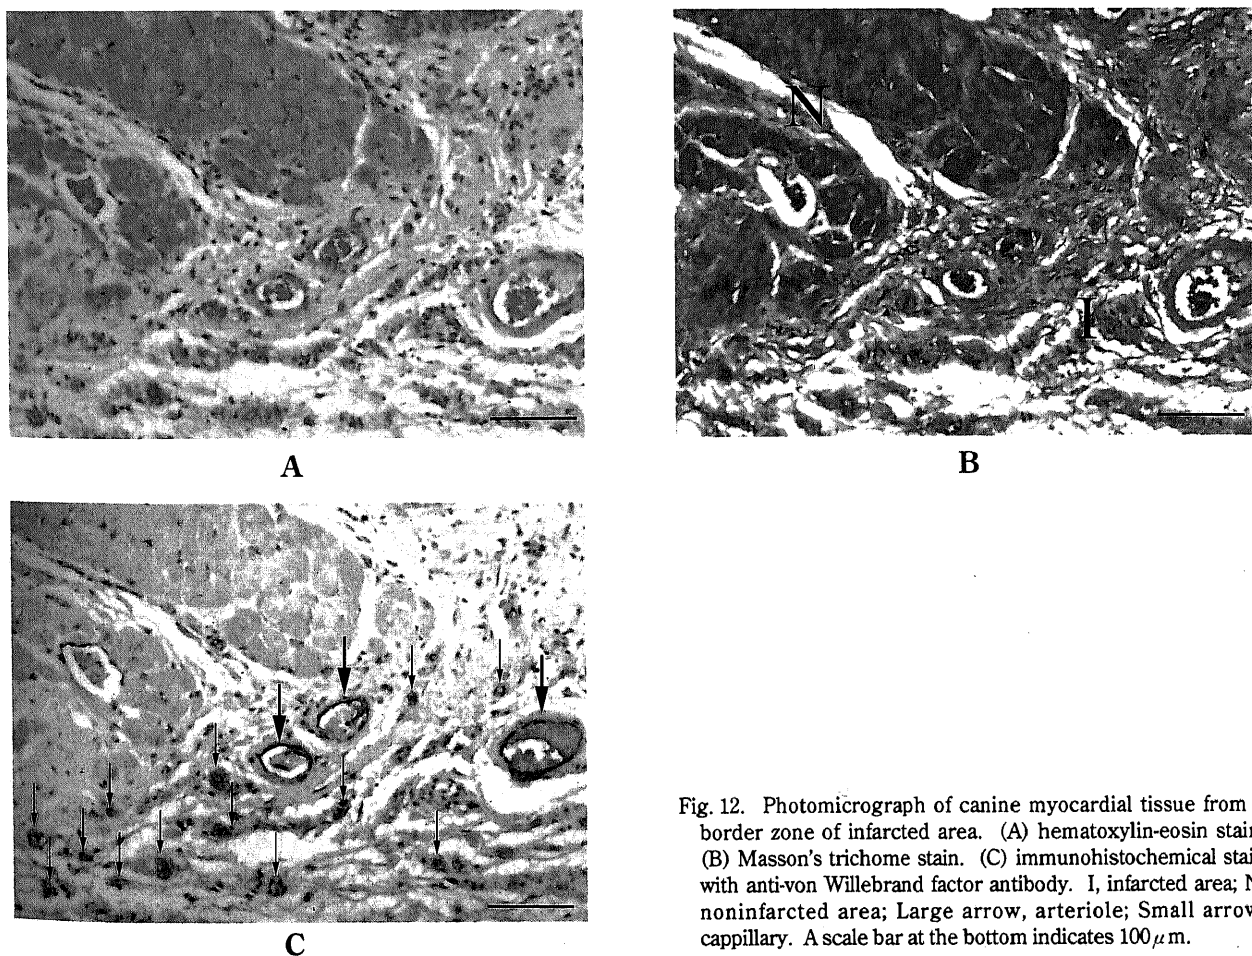 N
I
A
B
C
Fig. 12. Photomicrograph of canine myocardial tissue from
border zone of infarcted area. (A) hematoxylin-eosin stain
(B) Masson's trichome stain. (C) immunohistochemical stai
with anti-von Willebrand factor antibody. I, infarcted area; N
noninfarcted area; Large arrow, arteriole; Small arrow
cappillary. A scale bar at the bottom indicates 100μm.